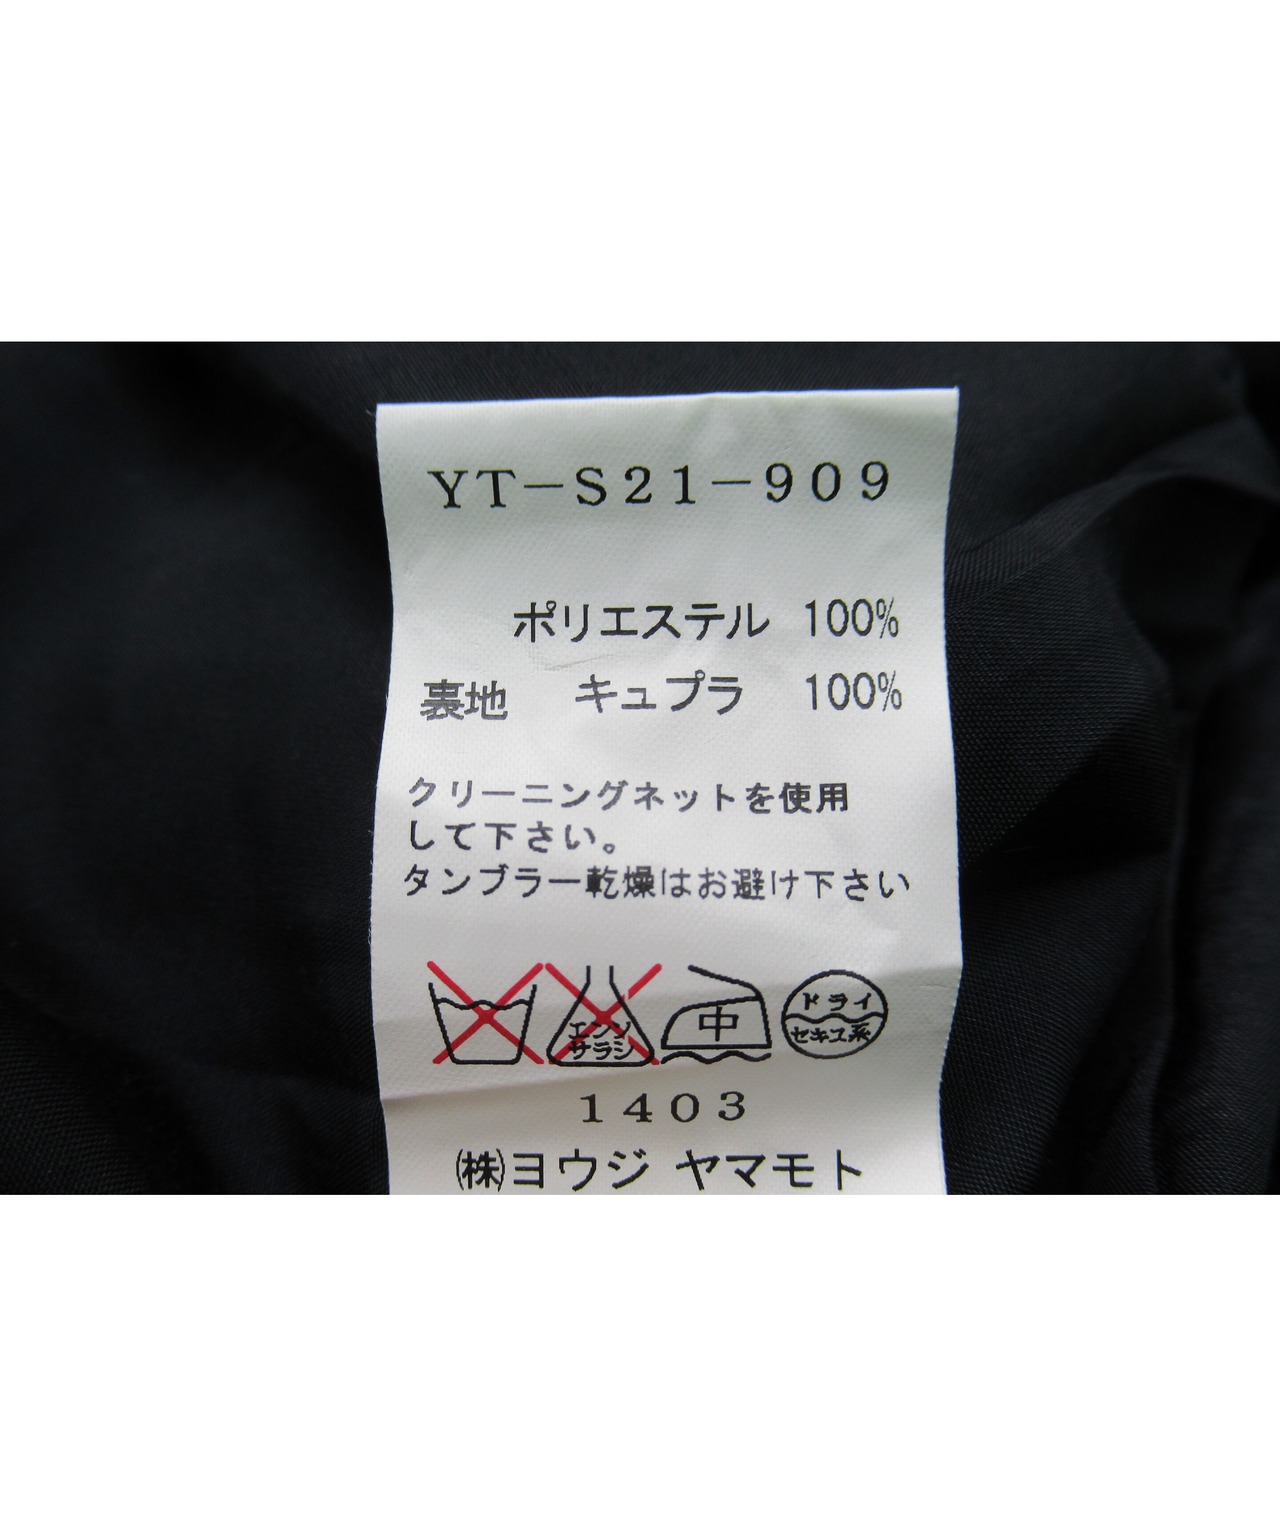 YT-S21-909
ポリエステル 100%
裏地 キュプラ 100%
クリーニングネットを使用
して下さい。
タンブラー乾燥はお避け下さい
エンソ
サラシ
中
ドライ
セキユ系
1403
㈱ヨウジ ヤマモト